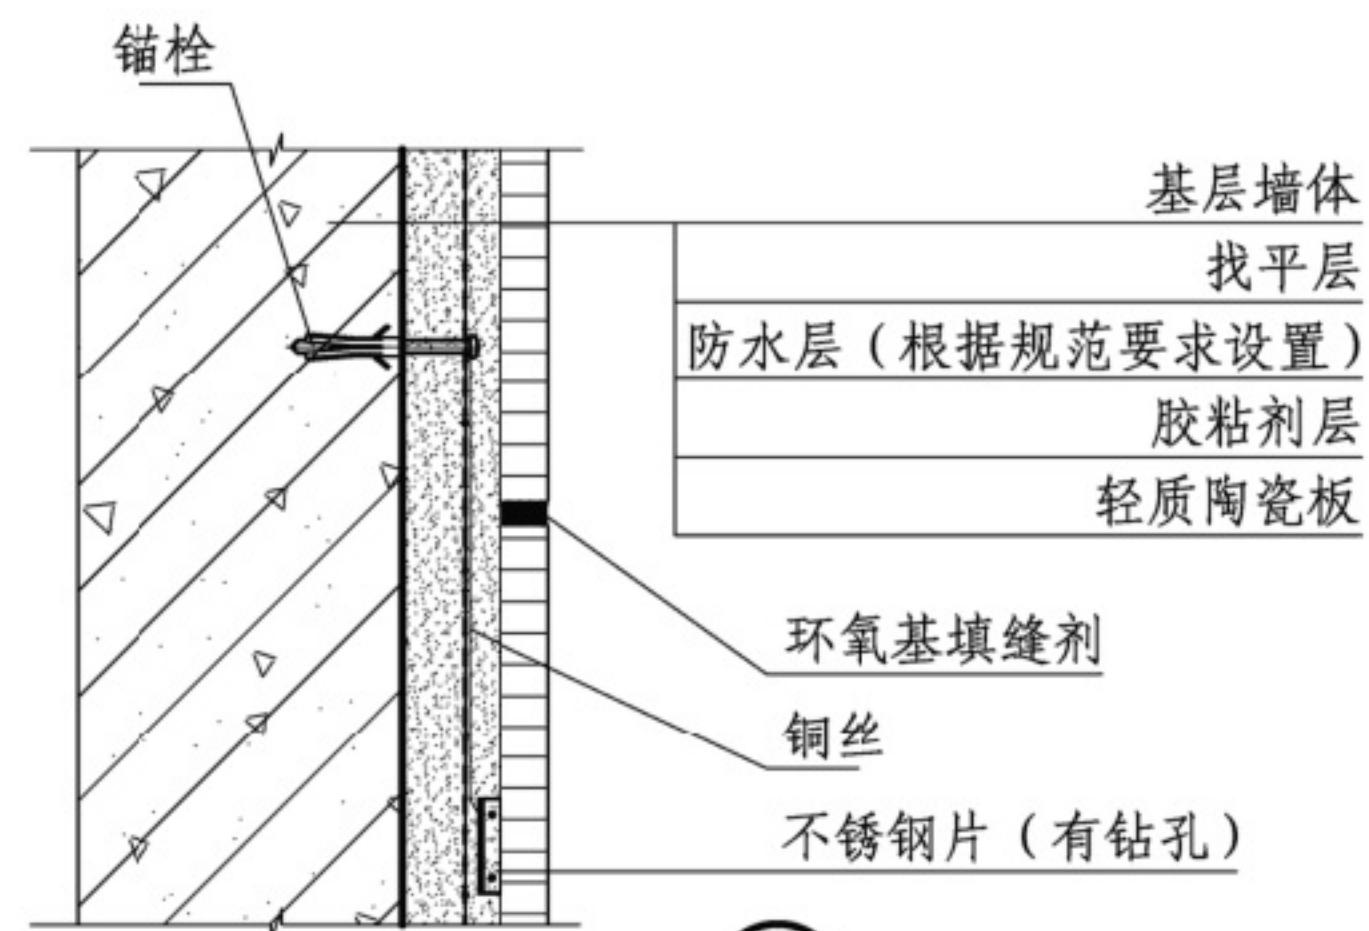 锚栓
基层墙体
找平层
防水层（根据规范要求设置）
胶粘剂层
轻质陶瓷板
环氧基填缝剂
铜丝
不锈钢片（有钻孔）